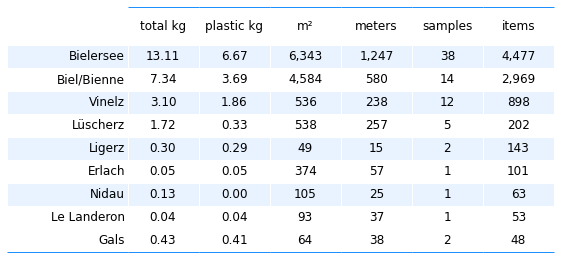 total kg plastic kg m² meters samples items
Bielersee 13.11 6.67 6,343 1,247 38 4,477
Biel/Bienne 7.34 3.69 4,584 580 14 2,969
Vinelz 3.10 1.86 536 238 12 898
Lüscherz 1.72 0.33 538 257 5 202
Ligerz 0.30 0.29 49 15 2 143
Erlach 0.05 0.05 374 57 1 101
Nidau 0.13 0.00 105 25 1 63
Le Landeron 0.04 0.04 93 37 1 53
Gals 0.43 0.41 64 38 2 48